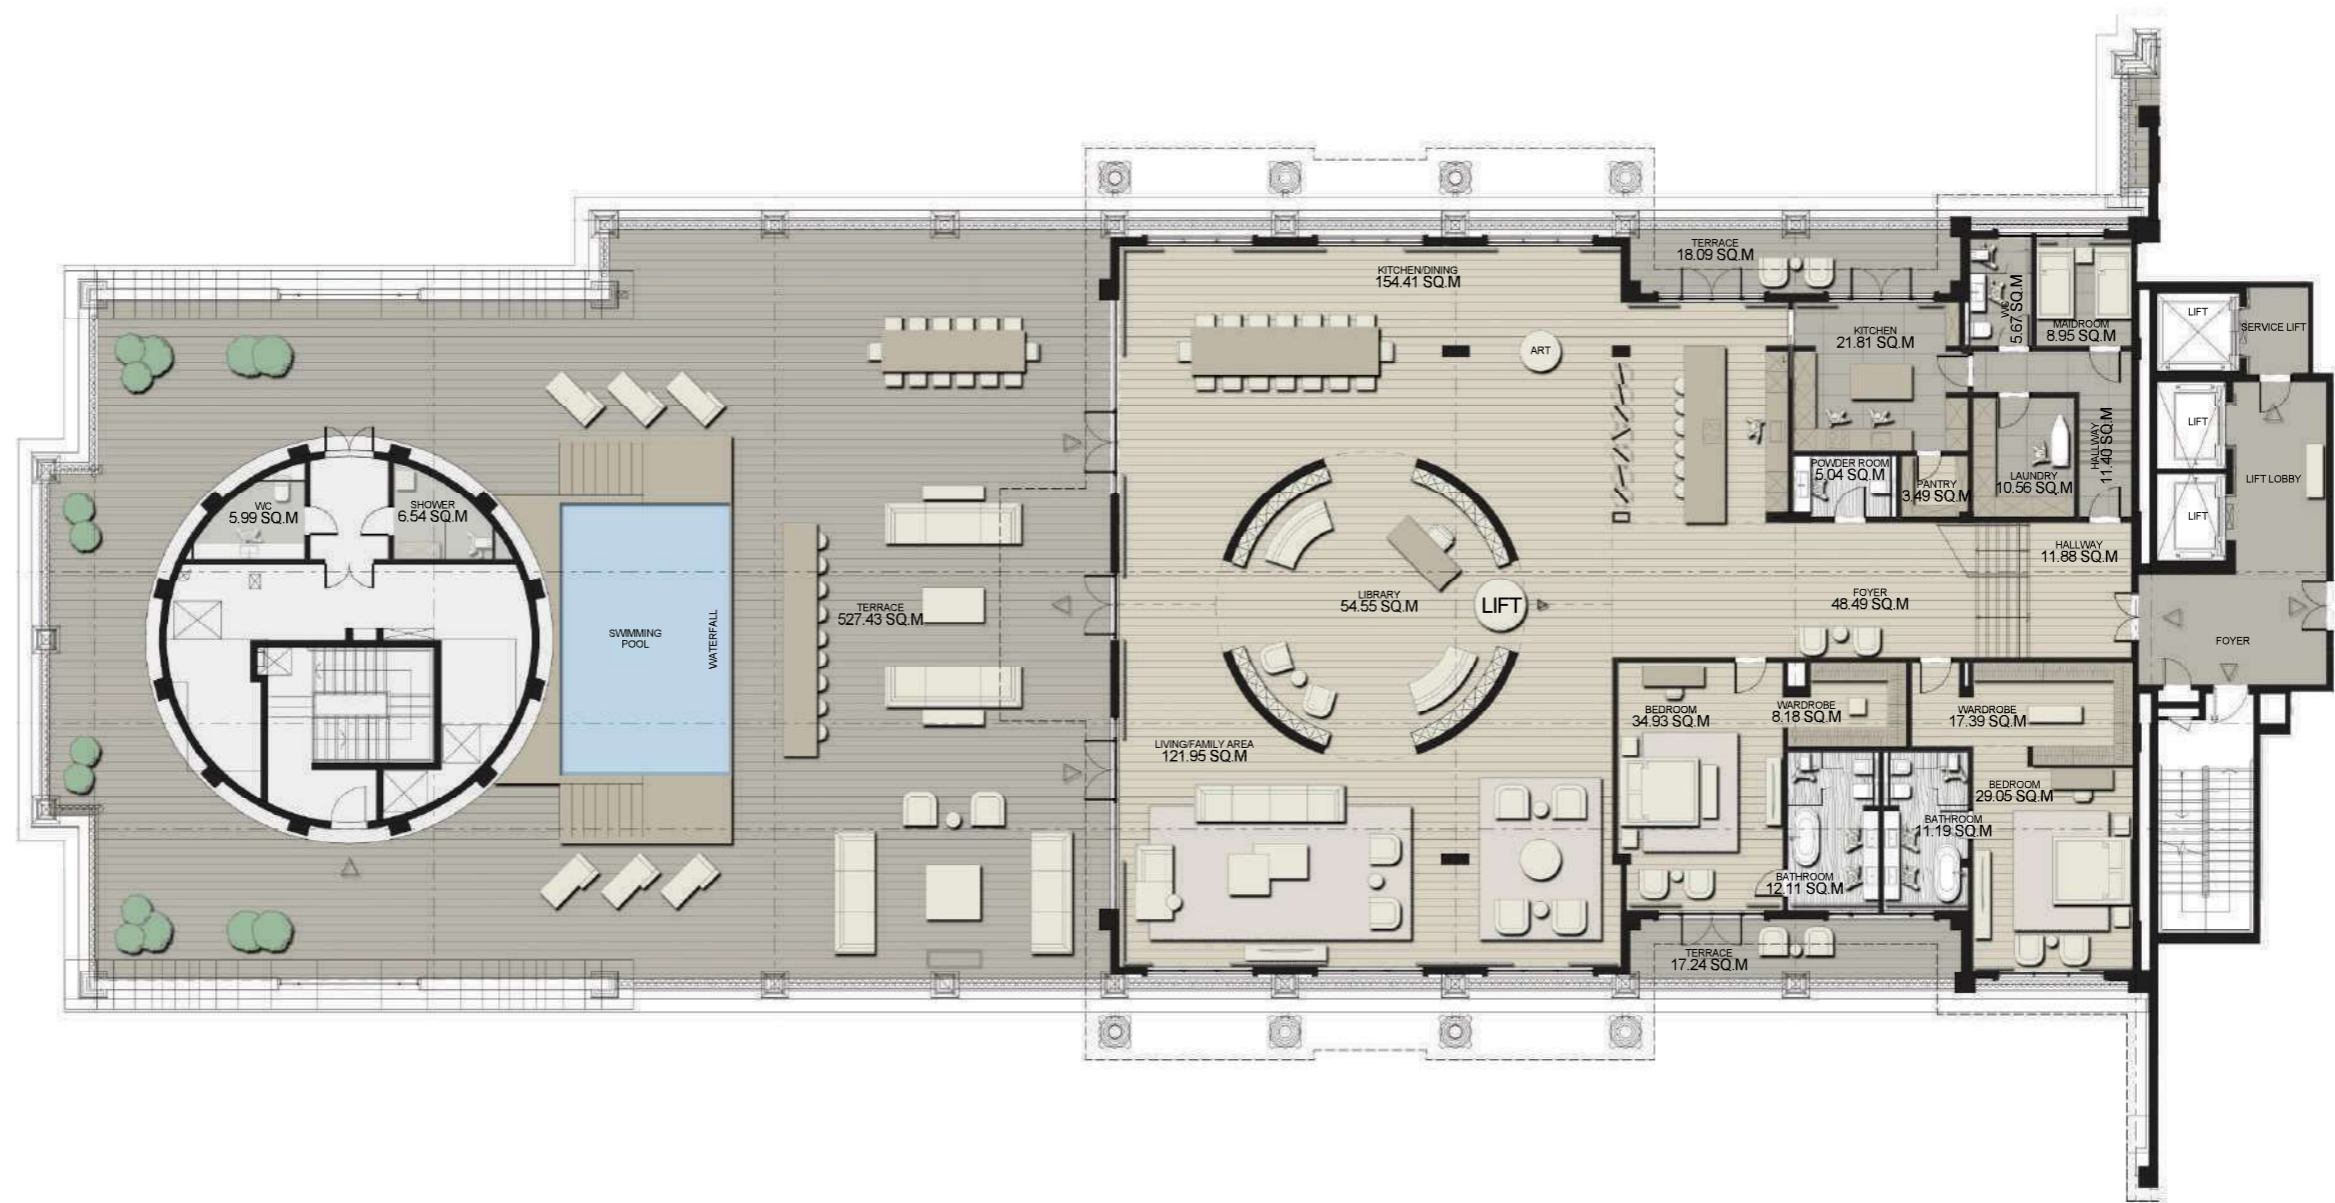 TERRACE
18.09 SQ.M
KITCHEN/DINING
154.41 SQ.M
WC
5.67 SQ.M
MAIDROOM
8.95 SQ.M
LIFT
SERVICE LIFT
ART
KITCHEN
21.81 SQ.M
LIFT
HALLWAY
11.40 SQ.M
POWDER ROOM
5.04 SQ.M
PANTRY
3.49 SQ.M
LAUNDRY
10.56 SQ.M
LIFT LOBBY
LIFT
WC
5.99 SQ.M
SHOWER
6.54 SQ.M
HALLWAY
11.88 SQ.M
TERRACE
527.43 SQ.M
LIBRARY
54.55 SQ.M
LIFT
FOYER
48.49 SQ.M
SWIMMING
POOL
WATERFALL
FOYER
BEDROOM
34.93 SQ.M
WARDROBE
8.18 SQ.M
WARDROBE
17.39 SQ.M
LIVING/FAMILY AREA
121.95 SQ.M
BEDROOM
29.05 SQ.M
BATHROOM
11.19 SQ.M
BATHROOM
12.11 SQ.M
TERRACE
17.24 SQ.M